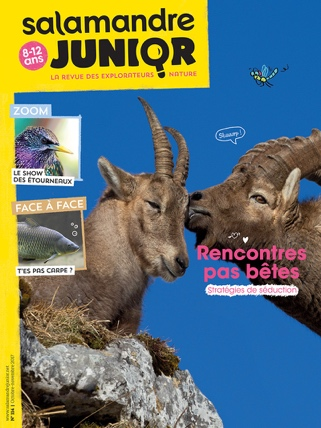 salamandre
8-12
ans
JUNIOR
LA REVUE DES EXPLORATEURS NATURE
ZOOM
LE SHOW
DES ÉTOURNEAUX
FACE À FACE
T'ES PAS CARPE ?
Rencontres
pas bêtes
Stratégies de séduction